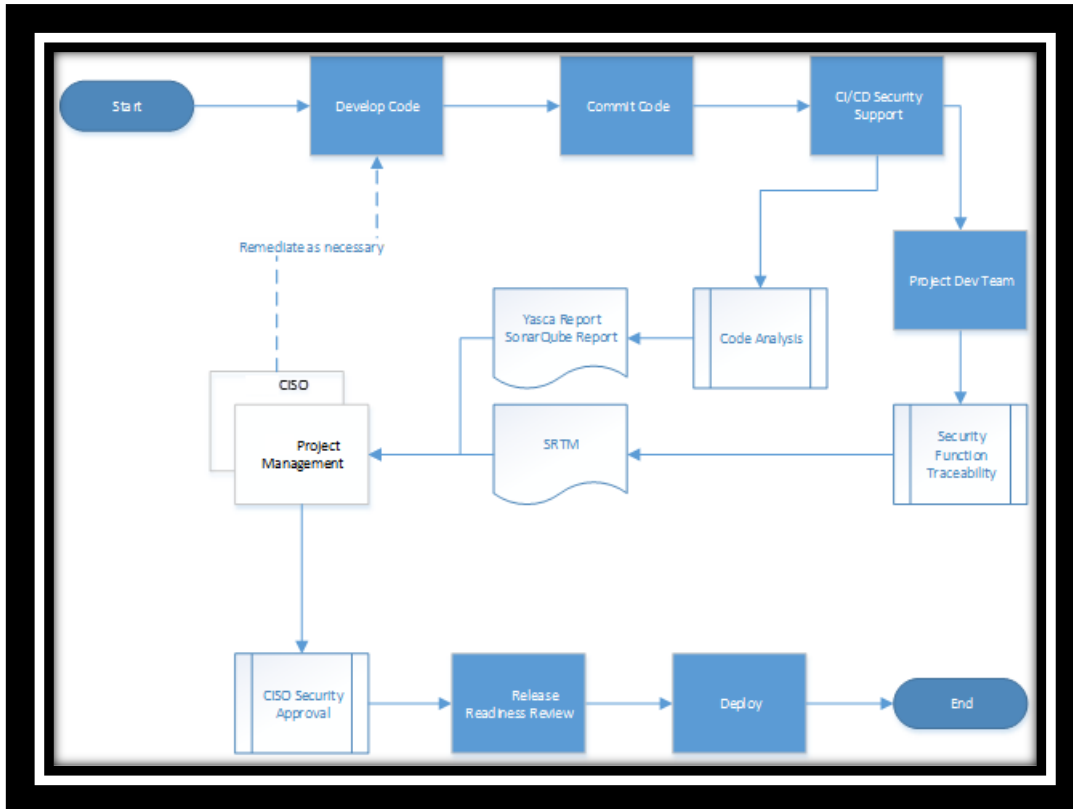 Start
Develop Code
Commit Code
CI/CD Security
Support
Remediate as necessary
Project Dev Team
Yasca Report
SonarQube Report
Code Analysis
CISO
Project
Management
SRTM
Security
Function
Traceability
CISO Security
Approval
Release
Readiness Review
Deploy
End